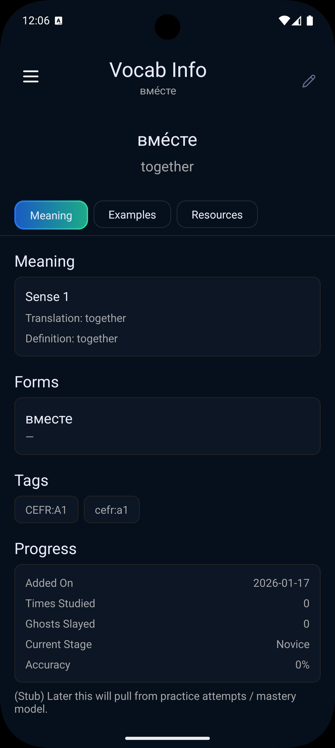 12:06 A
Vocab Info
вме́сте
вме́сте
together
Meaning Examples Resources
Meaning
Sense 1
Translation: together
Definition: together
Forms
вместе
—
Tags
CEFR:A1 cefr:a1
Progress
Added On 2026-01-17
Times Studied 0
Ghosts Slayed 0
Current Stage Novice
Accuracy 0%
(Stub) Later this will pull from practice attempts / mastery
model.